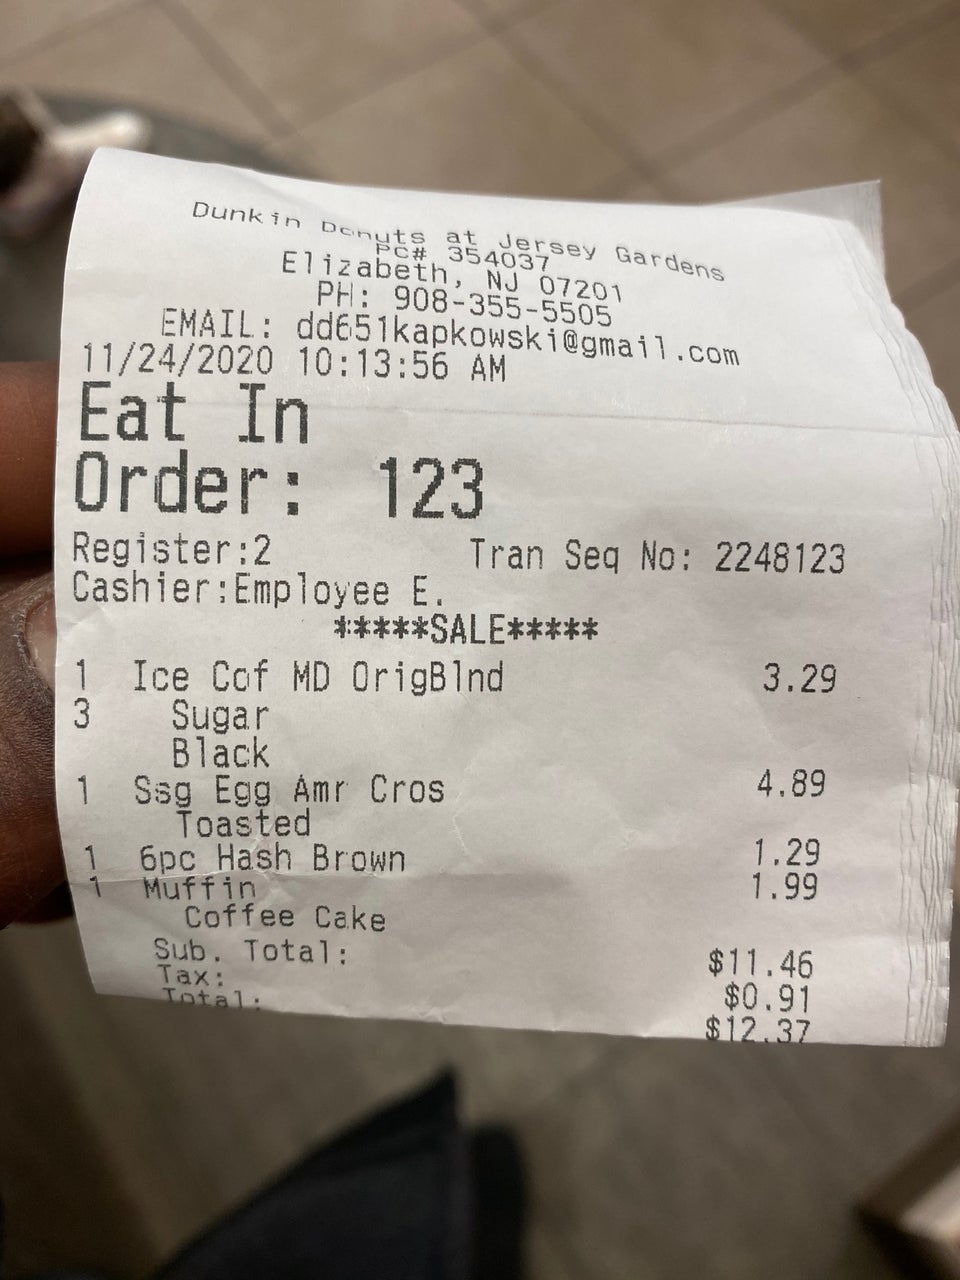 Dunkin Donuts at Jersey Gardens
PC# 354037
Elizabeth, NJ 07201
PH: 908-355-5505
EMAIL: dd651kapkowski@gmail.com
11/24/2020 10:13:56 AM
Eat In
Order: 123
Register:2 Tran Seq No: 2248123
Cashier:Employee E.
*****SALE*****
1 Ice Cof MD OrigBlnd 3.29
3 Sugar
Black
1 Ssg Egg Amr Cros 4.89
Toasted
1 6pc Hash Brown 1.29
1 Muffin 1.99
Coffee Cake
Sub. Total: $11.46
Tax: $0.91
Total: $12.37